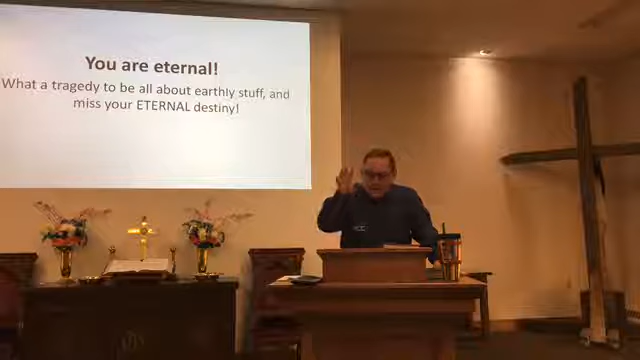 You are eternal!
What a tragedy to be all about earthly stuff, and
miss your ETERNAL destiny!